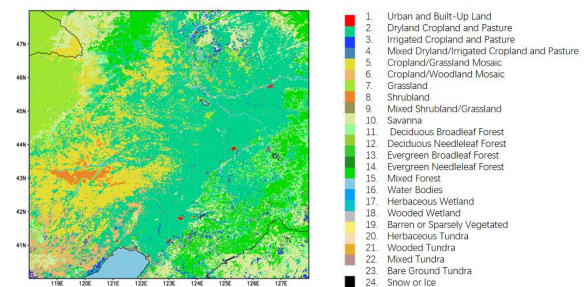 47N
46N
45N
44N
43N
42N
41N
119E 120E 121E 122E 123E 124E 125E 126E 127E
1. Urban and Built-Up Land
2. Dryland Cropland and Pasture
3. Irrigated Cropland and Pasture
4. Mixed Dryland/Irrigated Cropland and Pasture
5. Cropland/Grassland Mosaic
6. Cropland/Woodland Mosaic
7. Grassland
8. Shrubland
9. Mixed Shrubland/Grassland
10. Savanna
11. Deciduous Broadleaf Forest
12. Deciduous Needleleaf Forest
13. Evergreen Broadleaf Forest
14. Evergreen Needleleaf Forest
15. Mixed Forest
16. Water Bodies
17. Herbaceous Wetland
18. Wooded Wetland
19. Barren or Sparsely Vegetated
20. Herbaceous Tundra
21. Wooded Tundra
22. Mixed Tundra
23. Bare Ground Tundra
24. Snow or Ice